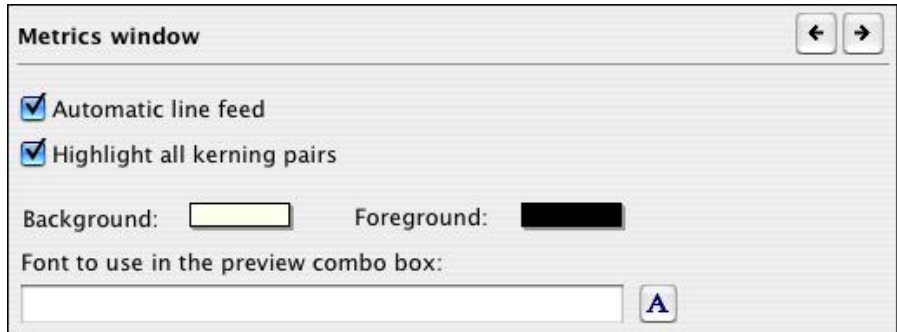 Metrics window
Automatic line feed
Highlight all kerning pairs
Background: Foreground:
Font to use in the preview combo box:
A